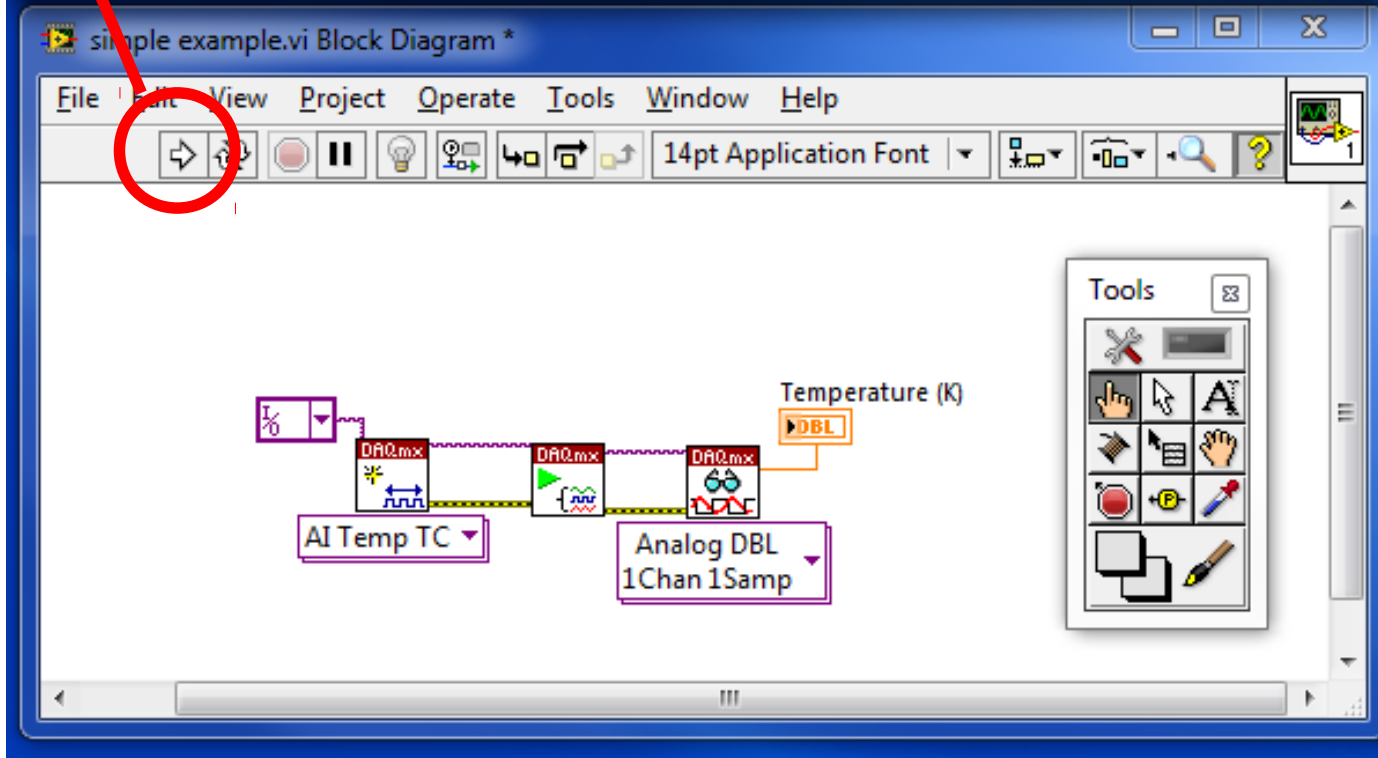 simple example.vi Block Diagram *
File Edit View Project Operate Tools Window Help
14pt Application Font
1
Tools
Temperature (K)
I/O
DBL
DAQmx
DAQmx
DAQmx
AI Temp TC
Analog DBL
1Chan 1Samp